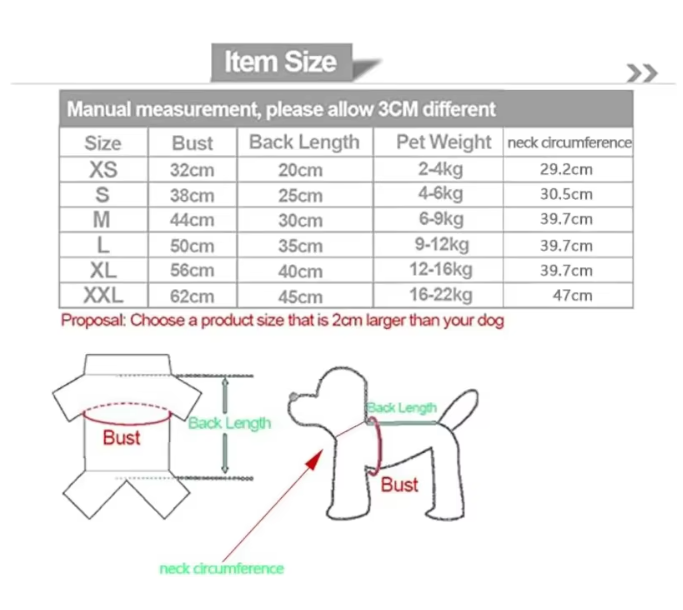 Item Size
Manual measurement, please allow 3CM different
Size Bust Back Length Pet Weight neck circumference
XS 32cm 20cm 2-4kg 29.2cm
S 38cm 25cm 4-6kg 30.5cm
M 44cm 30cm 6-9kg 39.7cm
L 50cm 35cm 9-12kg 39.7cm
XL 56cm 40cm 12-16kg 39.7cm
XXL 62cm 45cm 16-22kg 47cm
Proposal: Choose a product size that is 2cm larger than your dog
Back Length
Bust
Back Length
Bust
neck circumference